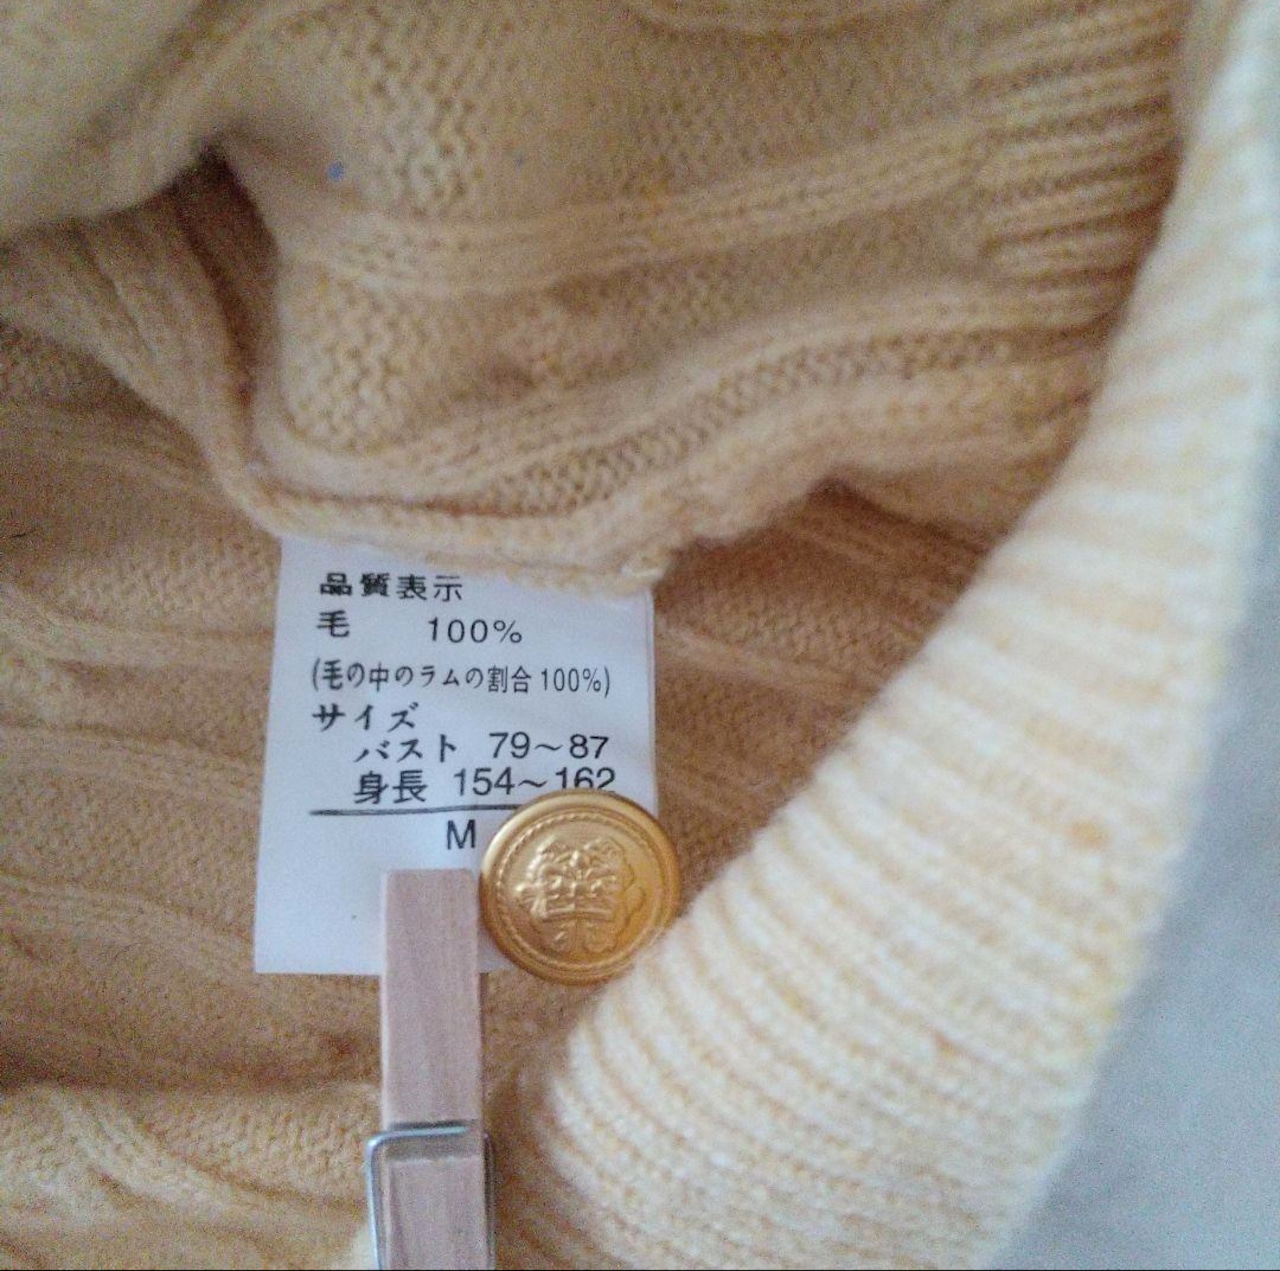 品質表示
毛 100%
(毛の中のラムの割合100%)
サイズ
バスト 79～87
身長 154～162
M